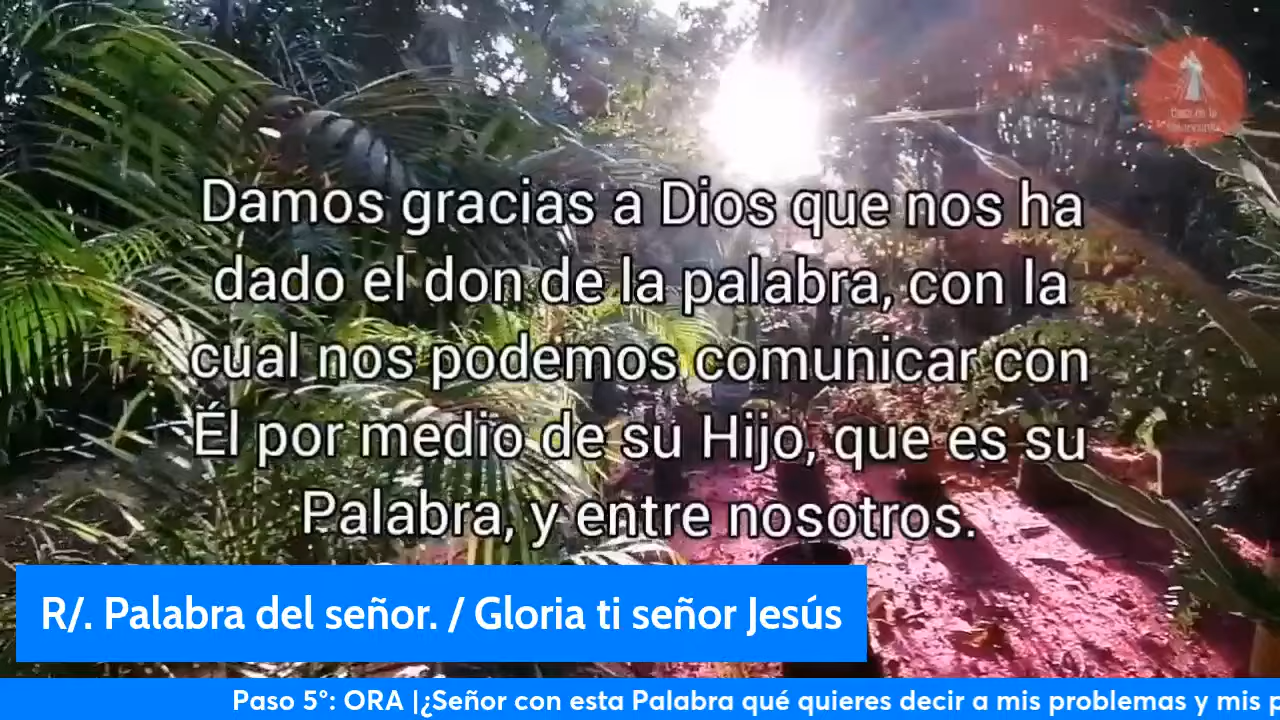 Damos gracias a Dios que nos ha
dado el don de la palabra, con la
cual nos podemos comunicar con
Él por medio de su Hijo, que es su
Palabra, y entre nosotros.
R/. Palabra del señor. / Gloria ti señor Jesús
Paso 5°: ORA |¿Señor con esta Palabra qué quieres decir a mis problemas y mis